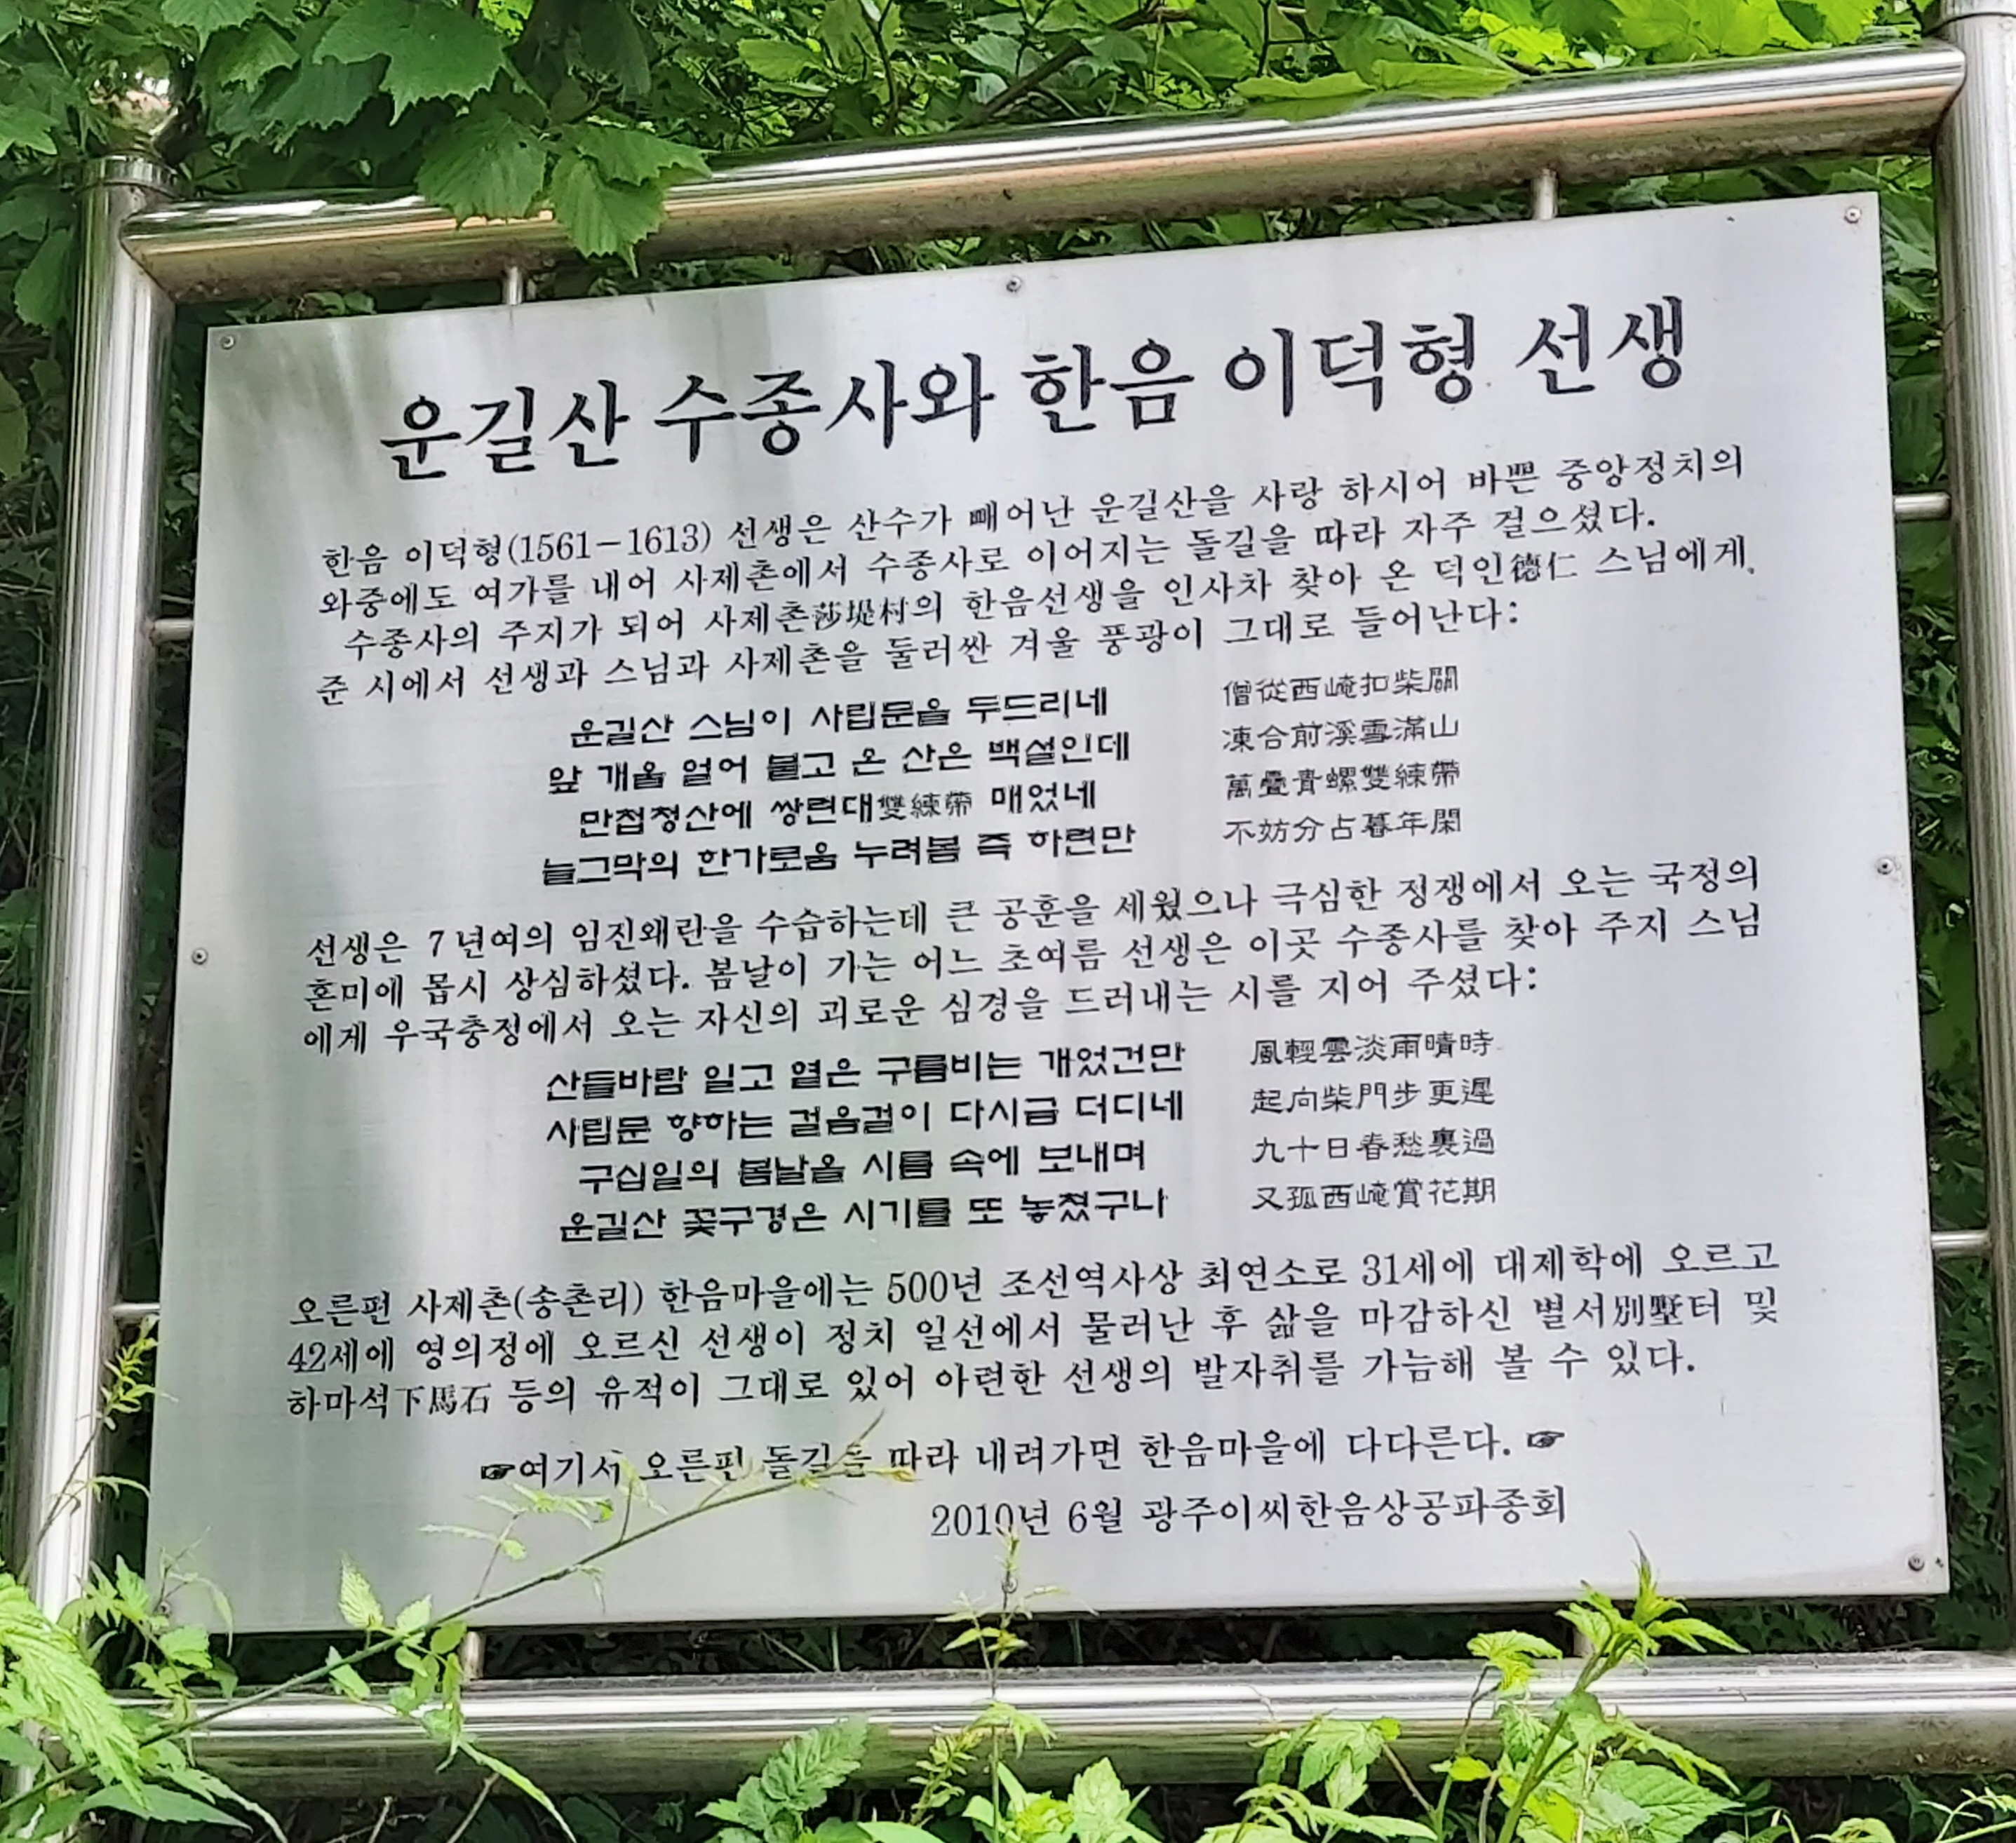 운길산 수종사와 한음 이덕형 선생
한음 이덕형(1561-1613) 선생은 산수가 빼어난 운길산을 사랑 하시어 바쁜 중앙정치의
와중에도 여가를 내어 사제촌에서 수종사로 이어지는 돌길을 따라 자주 걸으셨다.
수종사의 주지가 되어 사제촌莎堤村의 한음선생을 인사차 찾아 온 덕인德仁 스님에게
준 시에서 선생과 스님과 사제촌을 둘러싼 겨울 풍광이 그대로 들어난다:
운길산 스님이 사립문을 두드리네 僧從西崦扣柴關
앞 개울 얼어 붙고 온 산은 백설인데 凍合前溪雪滿山
만첩청산에 쌍련대雙練帶 매었네 萬疊靑螺雙練帶
늘그막의 한가로움 누려봄 즉 하련만 不妨分占暮年閑
선생은 7년여의 임진왜란을 수습하는데 큰 공훈을 세웠으나 극심한 정쟁에서 오는 국정의
혼미에 몹시 상심하셨다. 봄날이 가는 어느 초여름 선생은 이곳 수종사를 찾아 주지 스님
에게 우국충정에서 오는 자신의 괴로운 심경을 드러내는 시를 지어 주셨다:
산들바람 일고 엷은 구름비는 개었건만 風輕雲淡雨晴時
사립문 향하는 걸음걸이 다시금 더디네 起向柴門步更遲
구십일의 봄날을 시름 속에 보내며 九十日春愁裏過
운길산 꽃구경은 시기를 또 놓쳤구나 又孤西崦賞花期
오른편 사제촌(송촌리) 한음마을에는 500년 조선역사상 최연소로 31세에 대제학에 오르고
42세에 영의정에 오르신 선생이 정치 일선에서 물러난 후 삶을 마감하신 별서別墅터 및
하마석下馬石 등의 유적이 그대로 있어 아련한 선생의 발자취를 가늠해 볼 수 있다.
☞여기서 오른편 돌길을 따라 내려가면 한음마을에 다다른다. ☞
2010년 6월 광주이씨한음상공파종회